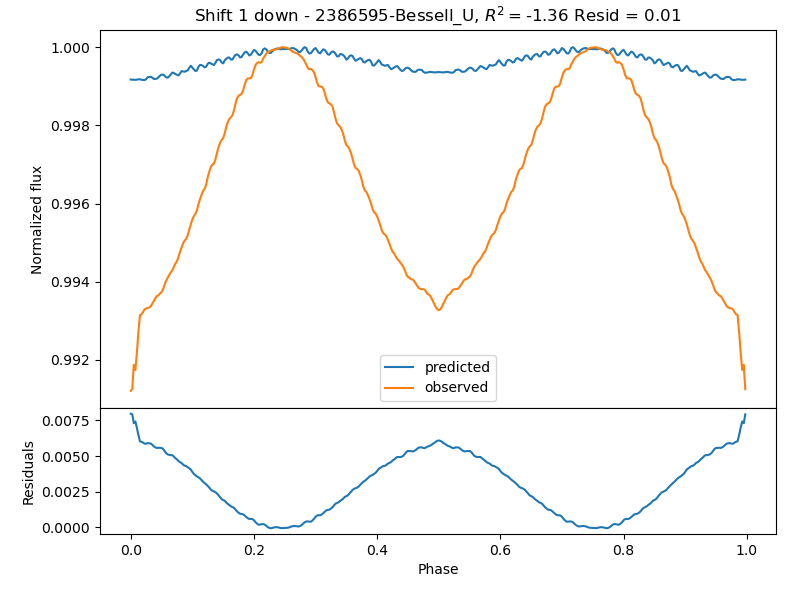 Shift 1 down - 2386595-Bessell_U, R² = -1.36 Resid = 0.01
1.000
0.998
0.996
0.994
0.992
Normalized flux
predicted
observed
0.0075
0.0050
0.0025
0.0000
Residuals
0.0 0.2 0.4 0.6 0.8 1.0
Phase